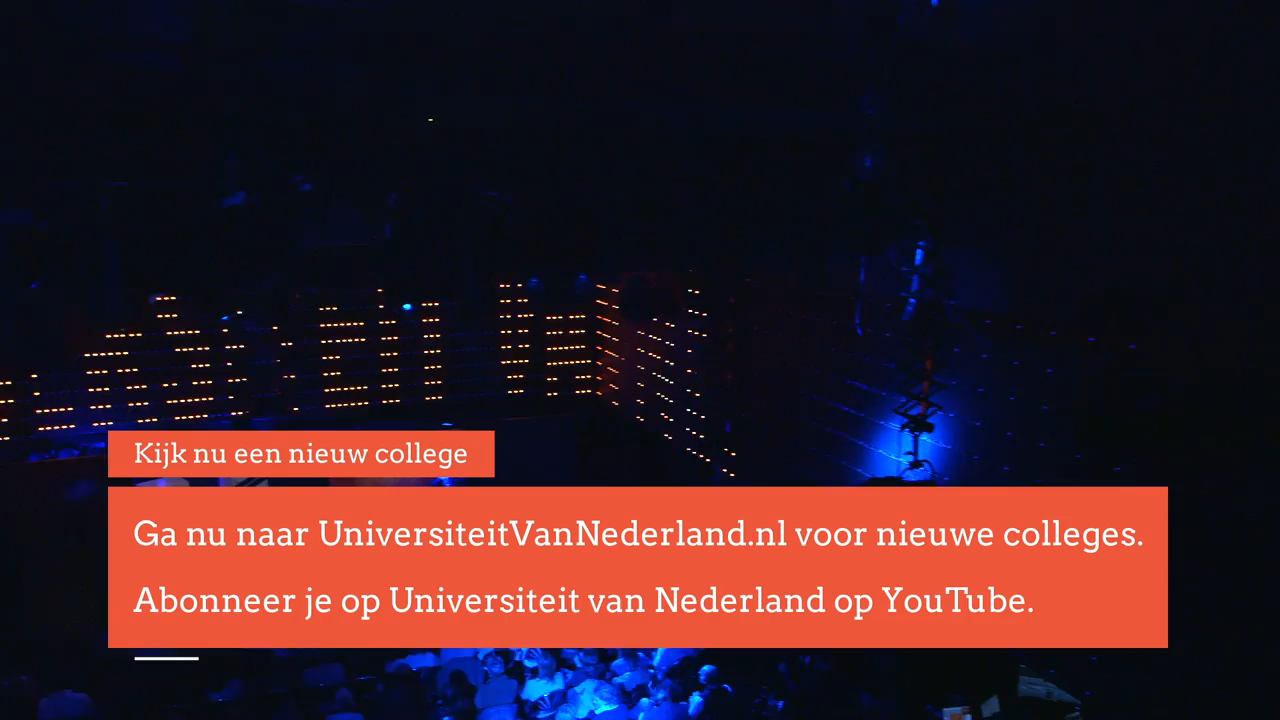 Kijk nu een nieuw college
Ga nu naar UniversiteitVanNederland.nl voor nieuwe colleges.
Abonneer je op Universiteit van Nederland op YouTube.